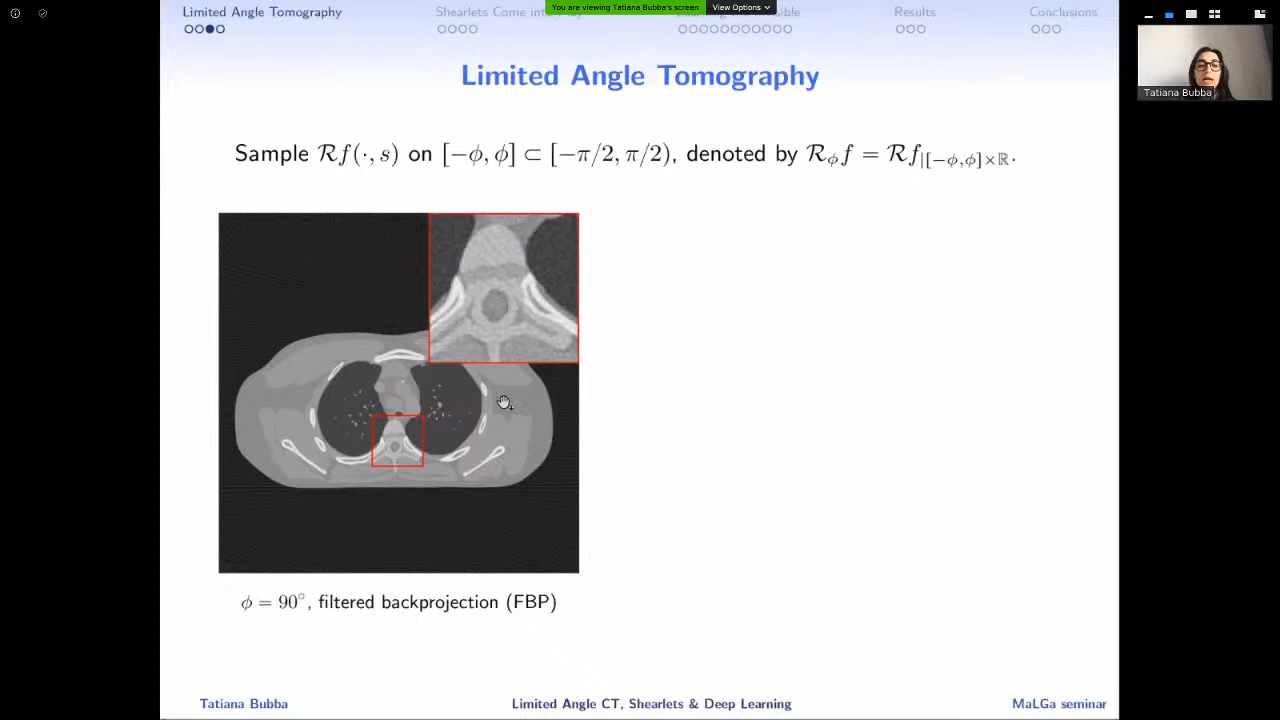 You are viewing Tatiana Bubba's screen View Options
Limited Angle Tomography Shearlets Come into Results Conclusions
Limited Angle Tomography
Sample ℛf(·, s) on [−ϕ, ϕ] ⊂ [−π/2, π/2), denoted by ℛ_ϕ f = ℛf_{|[−ϕ,ϕ]×ℝ}.
ϕ = 90°, filtered backprojection (FBP)
Tatiana Bubba Limited Angle CT, Shearlets & Deep Learning MaLGa seminar
Tatiana Bubba